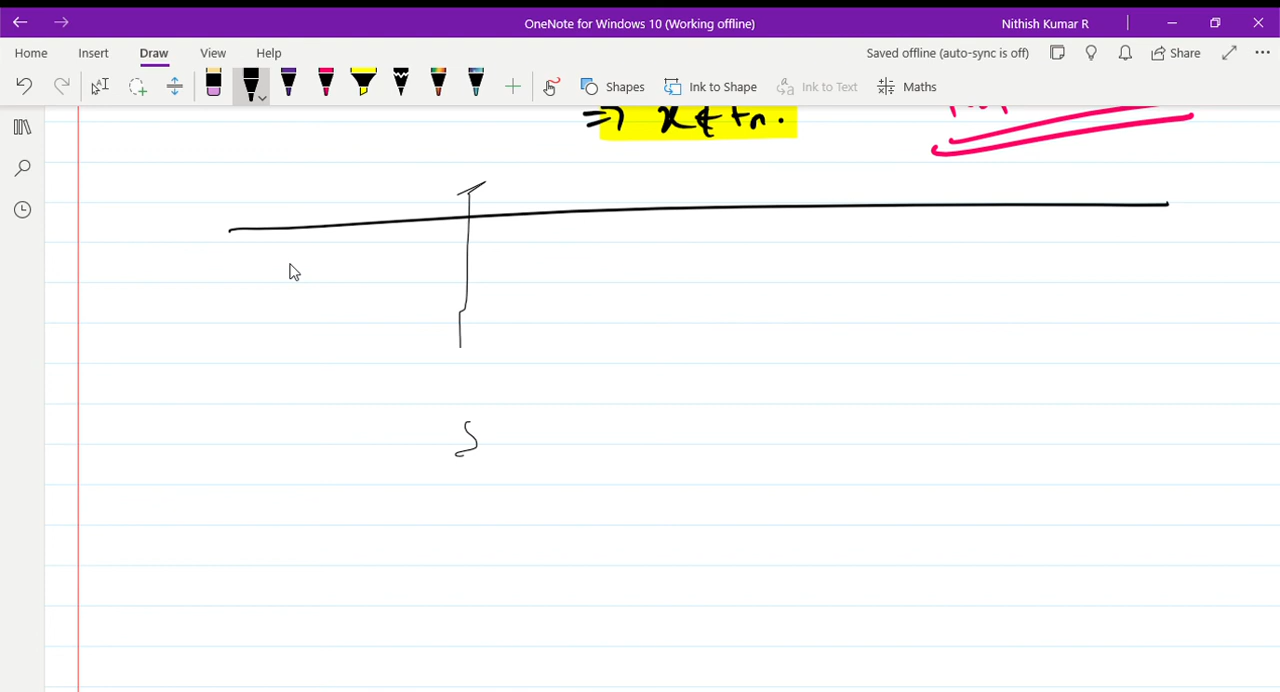 OneNote for Windows 10 (Working offline)
Nithish Kumar R
Home Insert Draw View Help
Saved offline (auto-sync is off)
Share
Shapes
Ink to Shape
Ink to Text
Maths
S